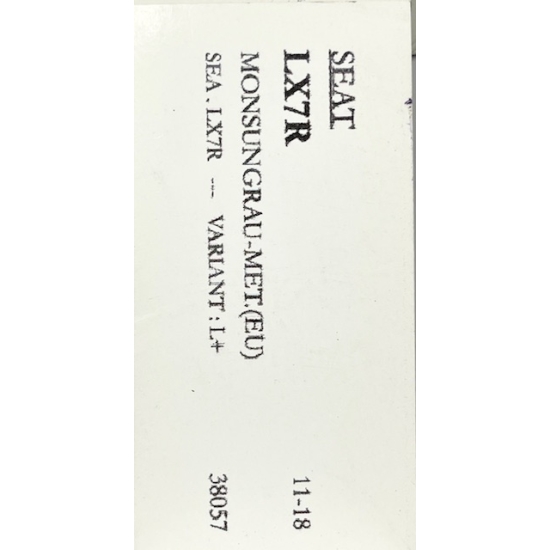 SEAT
LX7R 11-18
MONSUNGRAU-MET.(EU)
SEA. LX7R --- VARIANT : L+ 38057